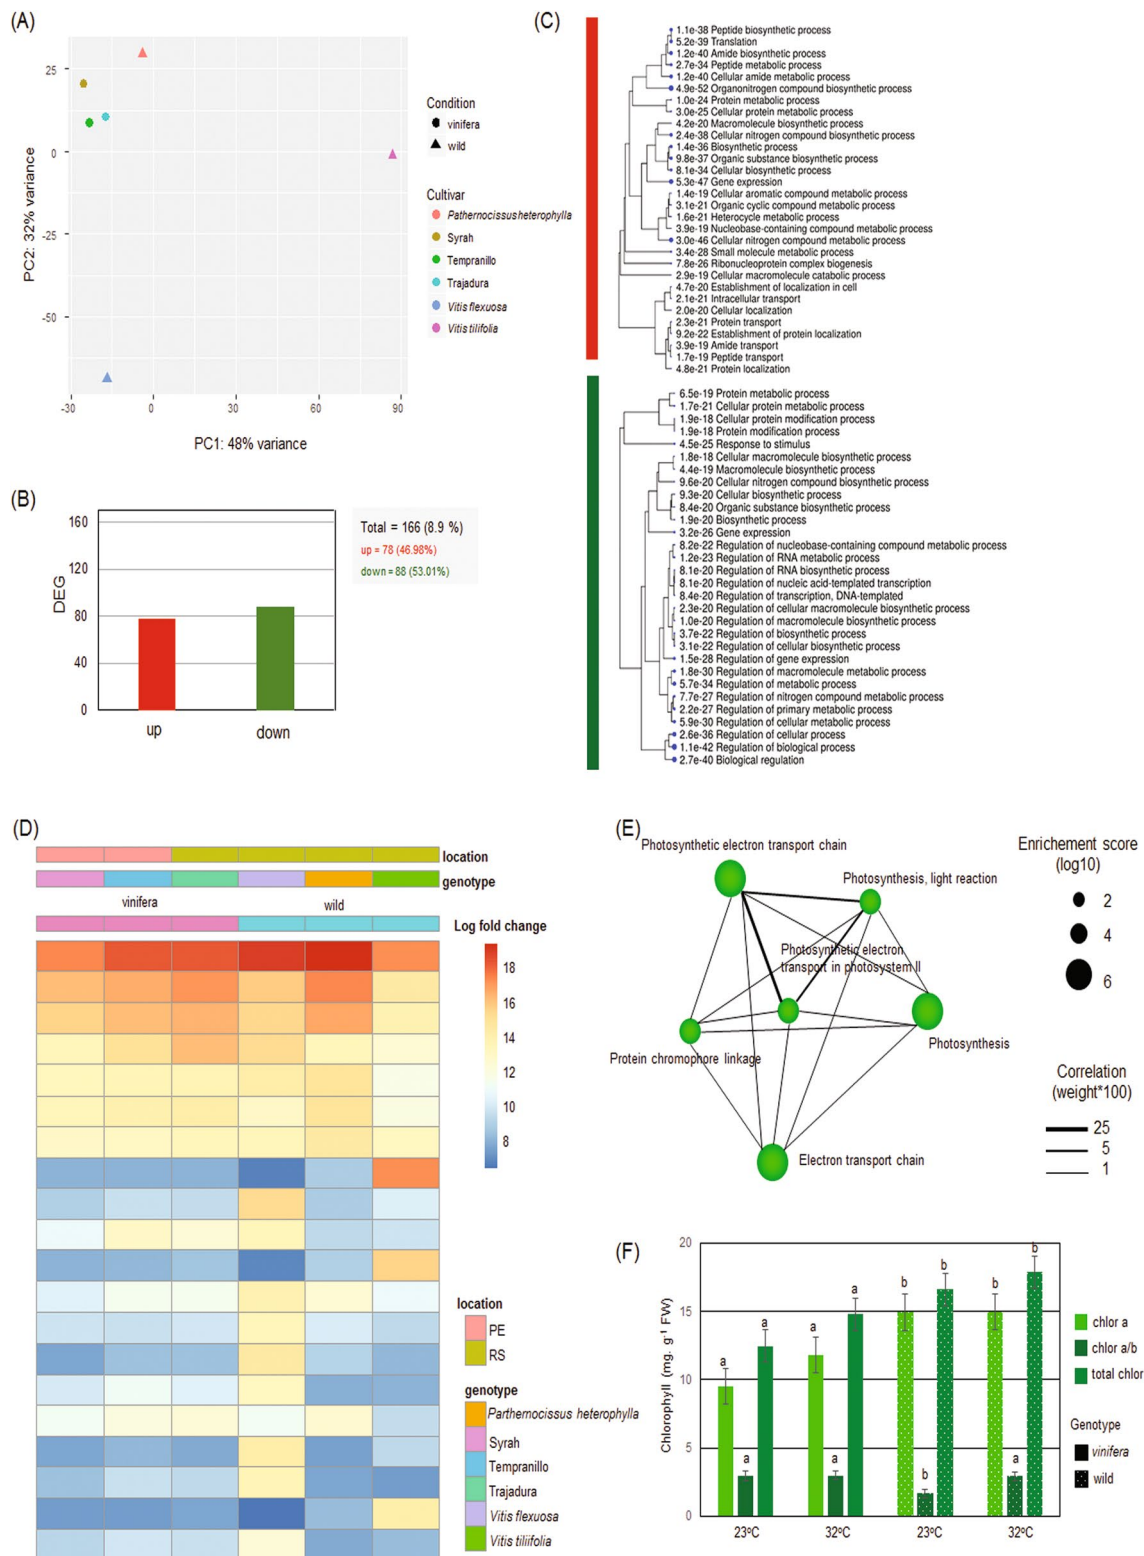 (A)
25
0
-25
-50
-30
0
30
60
90
PC2: 32% variance
PC1: 48% variance
Condition
vinifera
wild
Cultivar
Pathernocissus heterophylla
Syrah
Tempranillo
Trajadura
Vitis flexuosa
Vitis tilifolia
(B)
160
120
80
40
0
DEG
up
down
Total = 166 (8.9 %)
up = 78 (46.98%)
down = 88 (53.01%)
(C)
1.1e-38 Peptide biosynthetic process
5.2e-39 Translation
1.2e-40 Amide biosynthetic process
2.7e-34 Peptide metabolic process
1.2e-40 Cellular amide metabolic process
4.9e-52 Organonitrogen compound biosynthetic process
1.0e-24 Protein metabolic process
3.0e-25 Cellular protein metabolic process
4.2e-20 Macromolecule biosynthetic process
2.4e-38 Cellular nitrogen compound biosynthetic process
1.4e-36 Biosynthetic process
9.8e-37 Organic substance biosynthetic process
8.1e-34 Cellular biosynthetic process
5.3e-47 Gene expression
1.4e-19 Cellular aromatic compound metabolic process
3.1e-21 Organic cyclic compound metabolic process
1.6e-21 Heterocycle metabolic process
3.9e-19 Nucleobase-containing compound metabolic process
3.0e-46 Cellular nitrogen compound metabolic process
3.4e-28 Small molecule metabolic process
7.8e-26 Ribonucleoprotein complex biogenesis
2.9e-19 Cellular macromolecule catabolic process
4.7e-20 Establishment of localization in cell
2.1e-21 Intracellular transport
2.0e-20 Cellular localization
2.3e-21 Protein transport
9.2e-22 Establishment of protein localization
3.9e-19 Amide transport
1.7e-19 Peptide transport
4.8e-21 Protein localization
6.5e-19 Protein metabolic process
1.7e-21 Cellular protein metabolic process
1.9e-18 Cellular protein modification process
1.9e-18 Protein modification process
4.5e-25 Response to stimulus
1.8e-18 Cellular macromolecule biosynthetic process
4.4e-19 Macromolecule biosynthetic process
9.6e-20 Cellular nitrogen compound biosynthetic process
9.3e-20 Cellular biosynthetic process
8.4e-20 Organic substance biosynthetic process
1.9e-20 Biosynthetic process
3.2e-26 Gene expression
8.2e-22 Regulation of nucleobase-containing compound metabolic process
1.2e-23 Regulation of RNA metabolic process
8.1e-20 Regulation of RNA biosynthetic process
8.1e-20 Regulation of nucleic acid-templated transcription
8.4e-20 Regulation of transcription, DNA-templated
2.3e-20 Regulation of cellular macromolecule biosynthetic process
1.0e-20 Regulation of macromolecule biosynthetic process
3.7e-22 Regulation of biosynthetic process
3.1e-22 Regulation of cellular biosynthetic process
1.5e-28 Regulation of gene expression
1.8e-30 Regulation of macromolecule metabolic process
5.7e-34 Regulation of metabolic process
7.7e-27 Regulation of nitrogen compound metabolic process
2.2e-27 Regulation of primary metabolic process
5.9e-30 Regulation of cellular metabolic process
2.6e-36 Regulation of cellular process
1.1e-42 Regulation of biological process
2.7e-40 Biological regulation
(D)
location
genotype
vinifera
wild
Log fold change
18
16
14
12
10
8
location
PE
RS
genotype
Parthernocissus heterophylla
Syrah
Tempranillo
Trajadura
Vitis flexuosa
Vitis tiliifolia
(E)
Photosynthetic electron transport chain
Photosynthesis, light reaction
Photosynthetic electron
transport in photosystem II
Protein chromophore linkage
Photosynthesis
Electron transport chain
Enrichement score
(log10)
2
4
6
Correlation
(weight*100)
25
5
1
(F)
20
15
10
5
0
Chlorophyll (mg. g-1 FW)
a
a
a
a
a
a
b
b
b
b
a
b
23ºC
32ºC
23ºC
32ºC
chlor a
chlor a/b
total chlor
Genotype
vinifera
wild